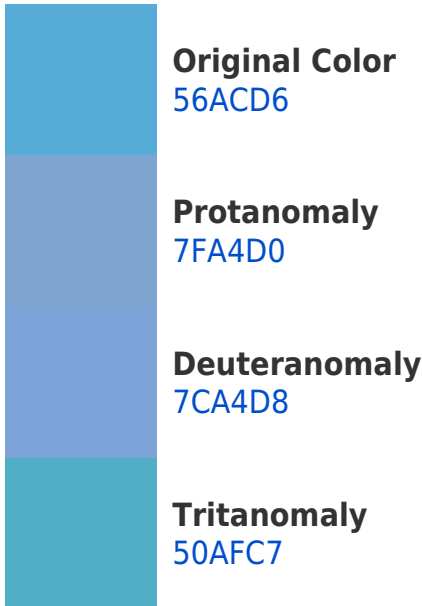 Original Color
56ACD6
Protanomaly
7FA4D0
Deuteranomaly
7CA4D8
Tritanomaly
50AFC7